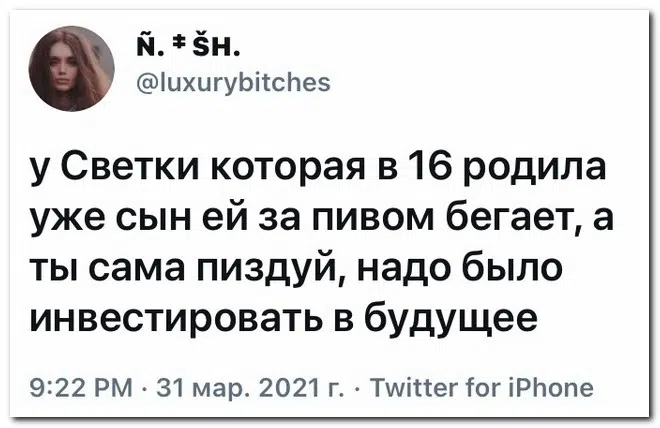 Ñ. ⃰ ŠH.
@luxurybitches
у Светки которая в 16 родила
уже сын ей за пивом бегает, а
ты сама пиздуй, надо было
инвестировать в будущее
9:22 PM · 31 мар. 2021 г. · Twitter for iPhone